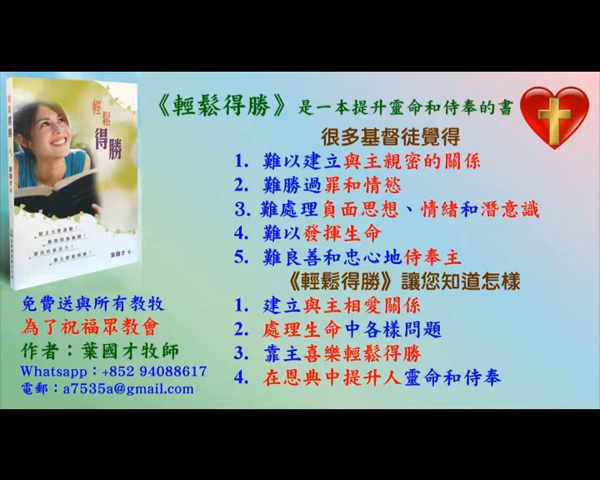 輕鬆
得勝
葉國才 著
《輕鬆得勝》是一本提升靈命和侍奉的書
很多基督徒覺得
1. 難以建立與主親密的關係
2. 難勝過罪和情慾
3. 難處理負面思想、情緒和潛意識
4. 難以發揮生命
5. 難良善和忠心地侍奉主
《輕鬆得勝》讓您知道怎樣
1. 建立與主相愛關係
2. 處理生命中各樣問題
3. 靠主喜樂輕鬆得勝
4. 在恩典中提升人靈命和侍奉
免費送與所有教牧
為了祝福眾教會
作者：葉國才牧師
Whatsapp：+852 94088617
電郵：a7535a@gmail.com